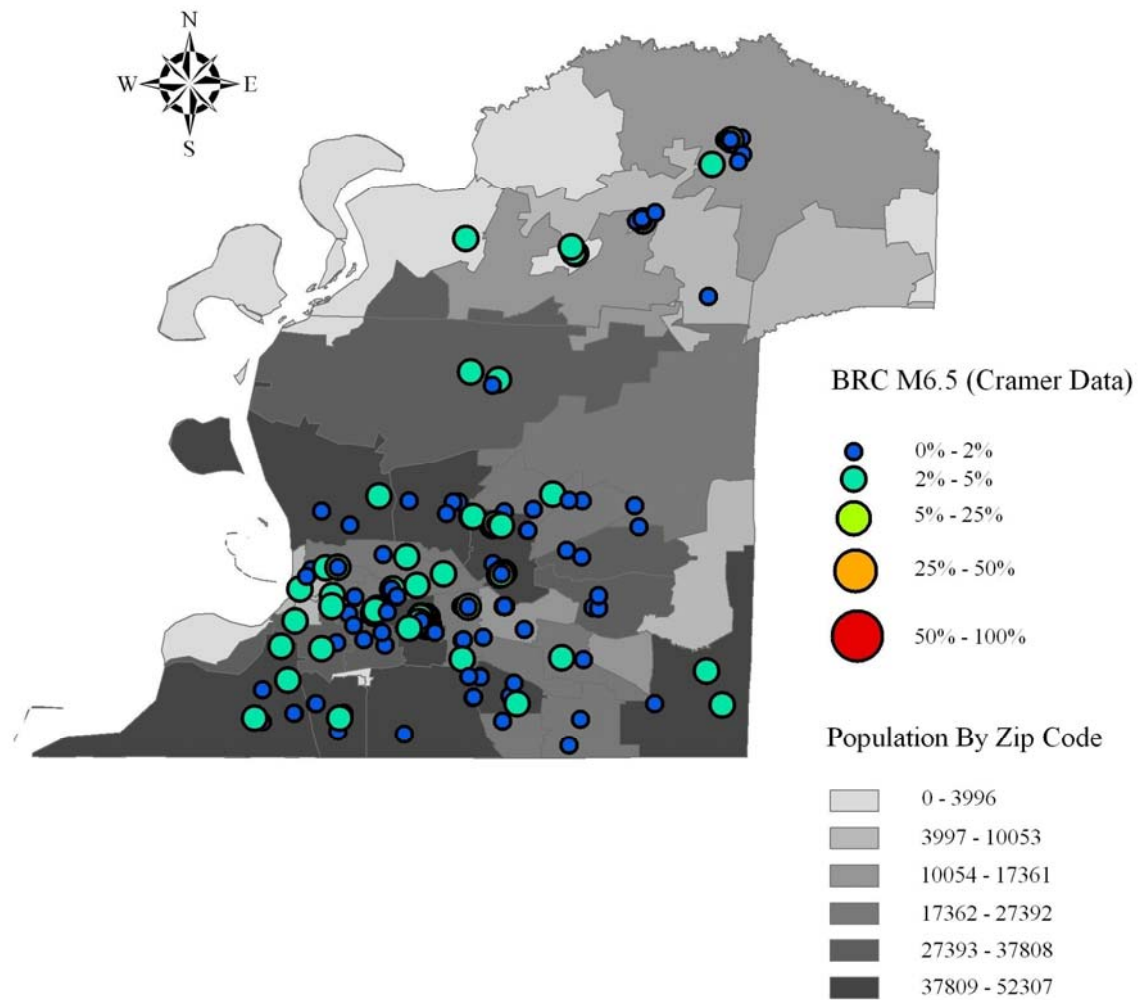 N
W E
S
BRC M6.5 (Cramer Data)
0% - 2%
2% - 5%
5% - 25%
25% - 50%
50% - 100%
Population By Zip Code
0 - 3996
3997 - 10053
10054 - 17361
17362 - 27392
27393 - 37808
37809 - 52307